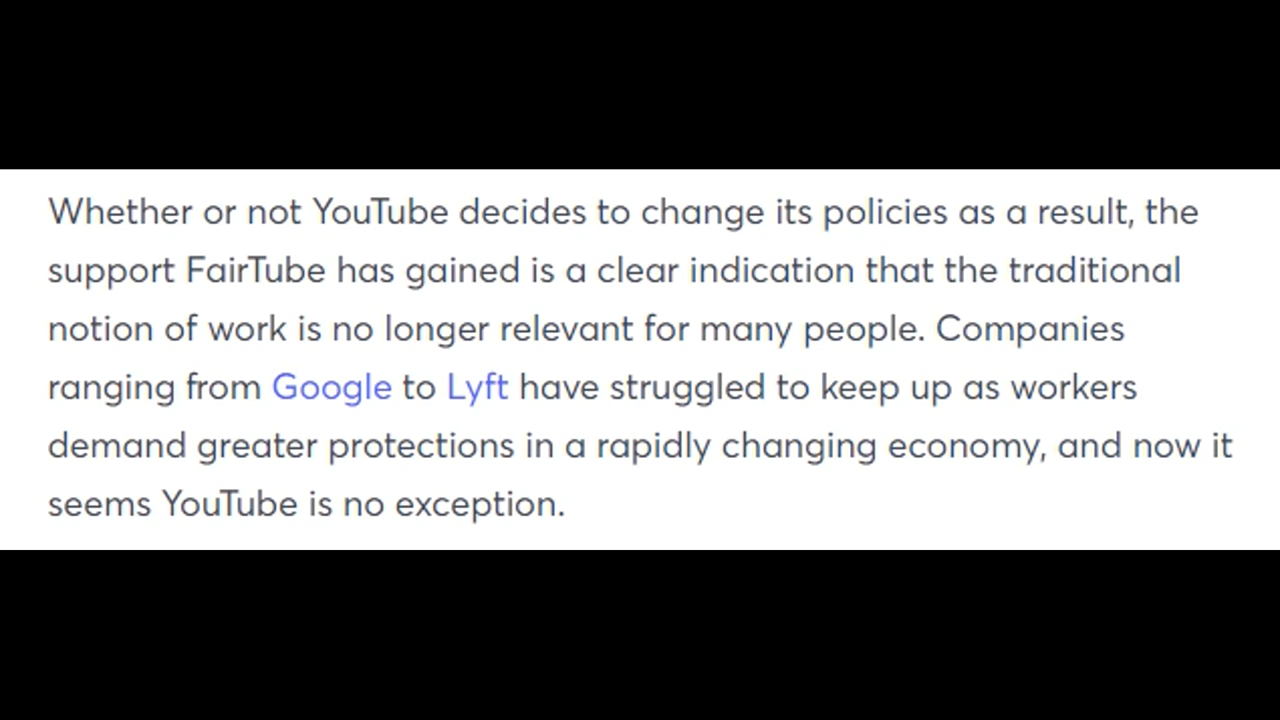 Whether or not YouTube decides to change its policies as a result, the
support FairTube has gained is a clear indication that the traditional
notion of work is no longer relevant for many people. Companies
ranging from Google to Lyft have struggled to keep up as workers
demand greater protections in a rapidly changing economy, and now it
seems YouTube is no exception.